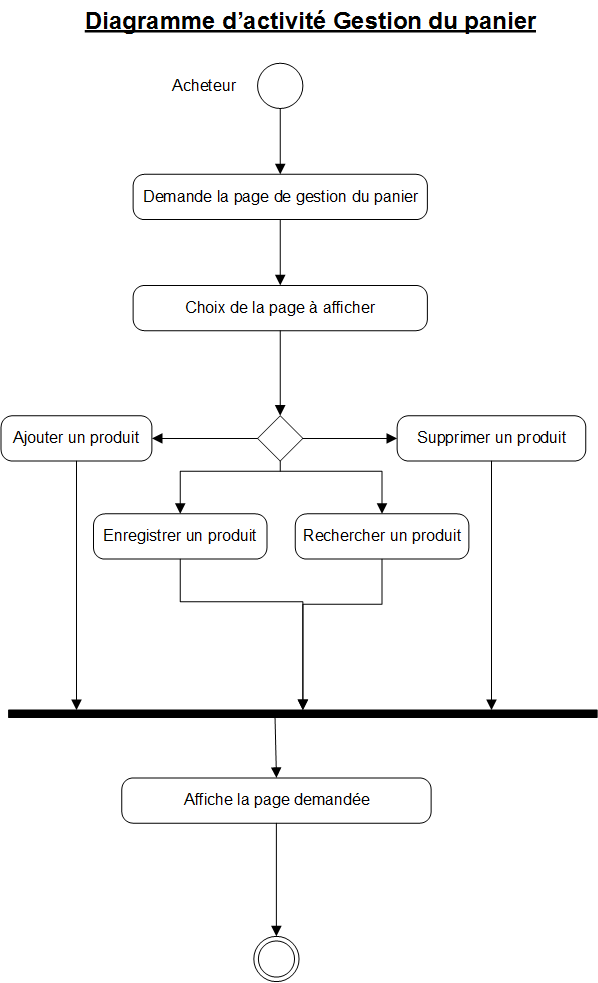 Diagramme d'activité Gestion du panier
Acheteur
Demande la page de gestion du panier
Choix de la page à afficher
Ajouter un produit
Supprimer un produit
Enregistrer un produit
Rechercher un produit
Affiche la page demandée